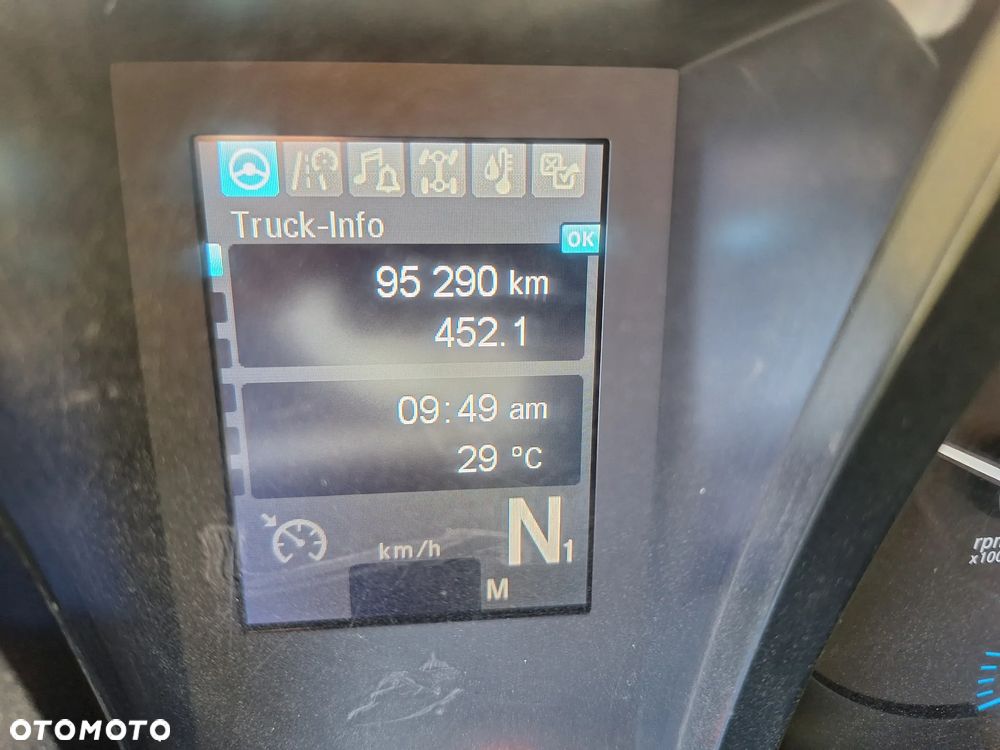 Truck-Info
OK
95 290 km
452.1
09:49 am
29 °C
km/h
N1
M
OTOMOTO